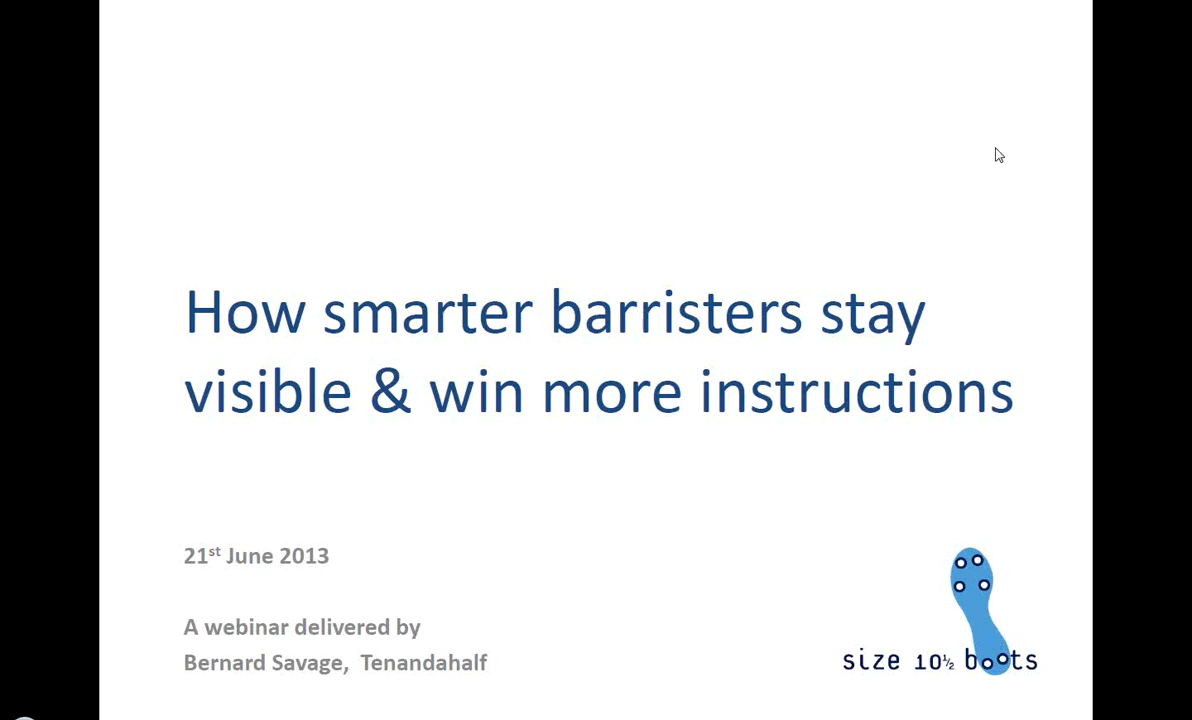 How smarter barristers stay
visible & win more instructions
21st June 2013
A webinar delivered by
Bernard Savage, Tenandahalf
size 10½ boots